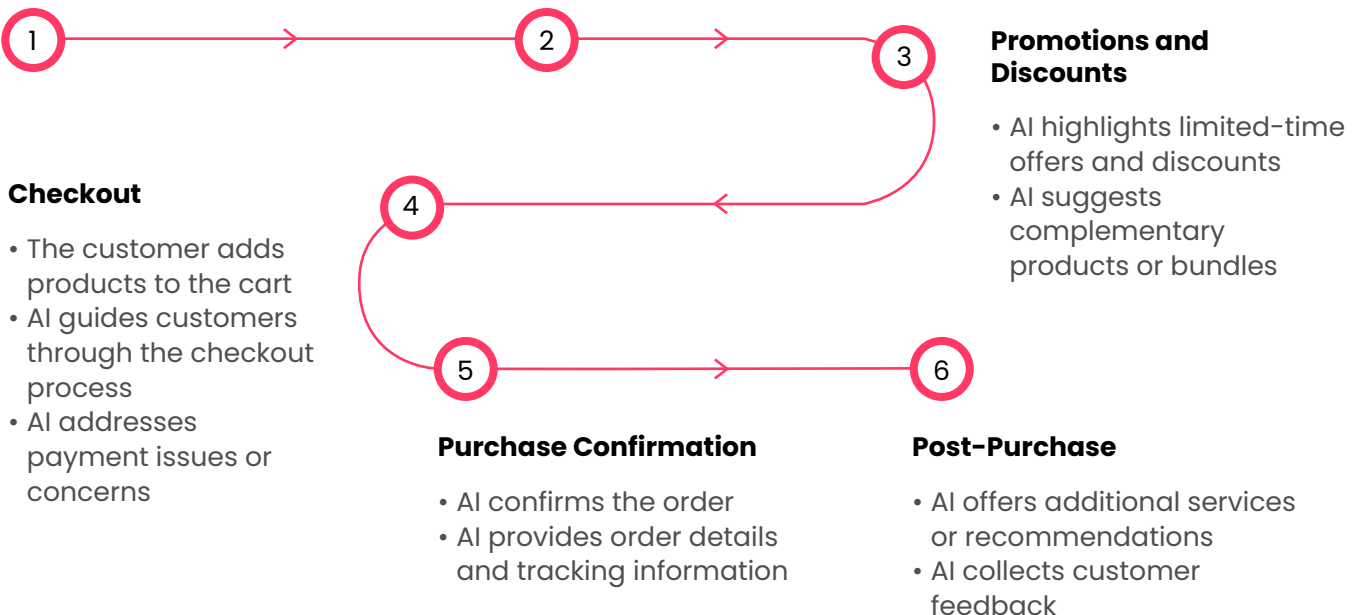 1
2
3
Promotions and
Discounts
• AI highlights limited-time
offers and discounts
• AI suggests
complementary
products or bundles
4
Checkout
• The customer adds
products to the cart
• AI guides customers
through the checkout
process
• AI addresses
payment issues or
concerns
5
Purchase Confirmation
• AI confirms the order
• AI provides order details
and tracking information
6
Post-Purchase
• AI offers additional services
or recommendations
• AI collects customer
feedback